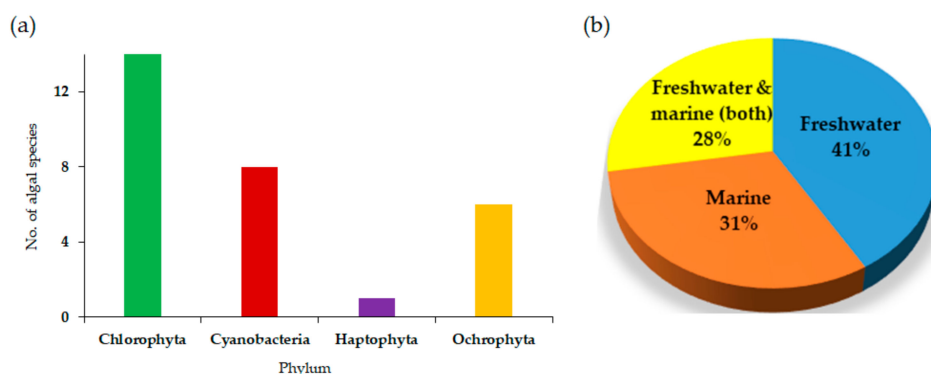 (a)
No. of algal species
12
8
4
0
Chlorophyta Cyanobacteria Haptophyta Ochrophyta
Phylum
(b)
Freshwater &
marine (both)
28%
Freshwater
41%
Marine
31%